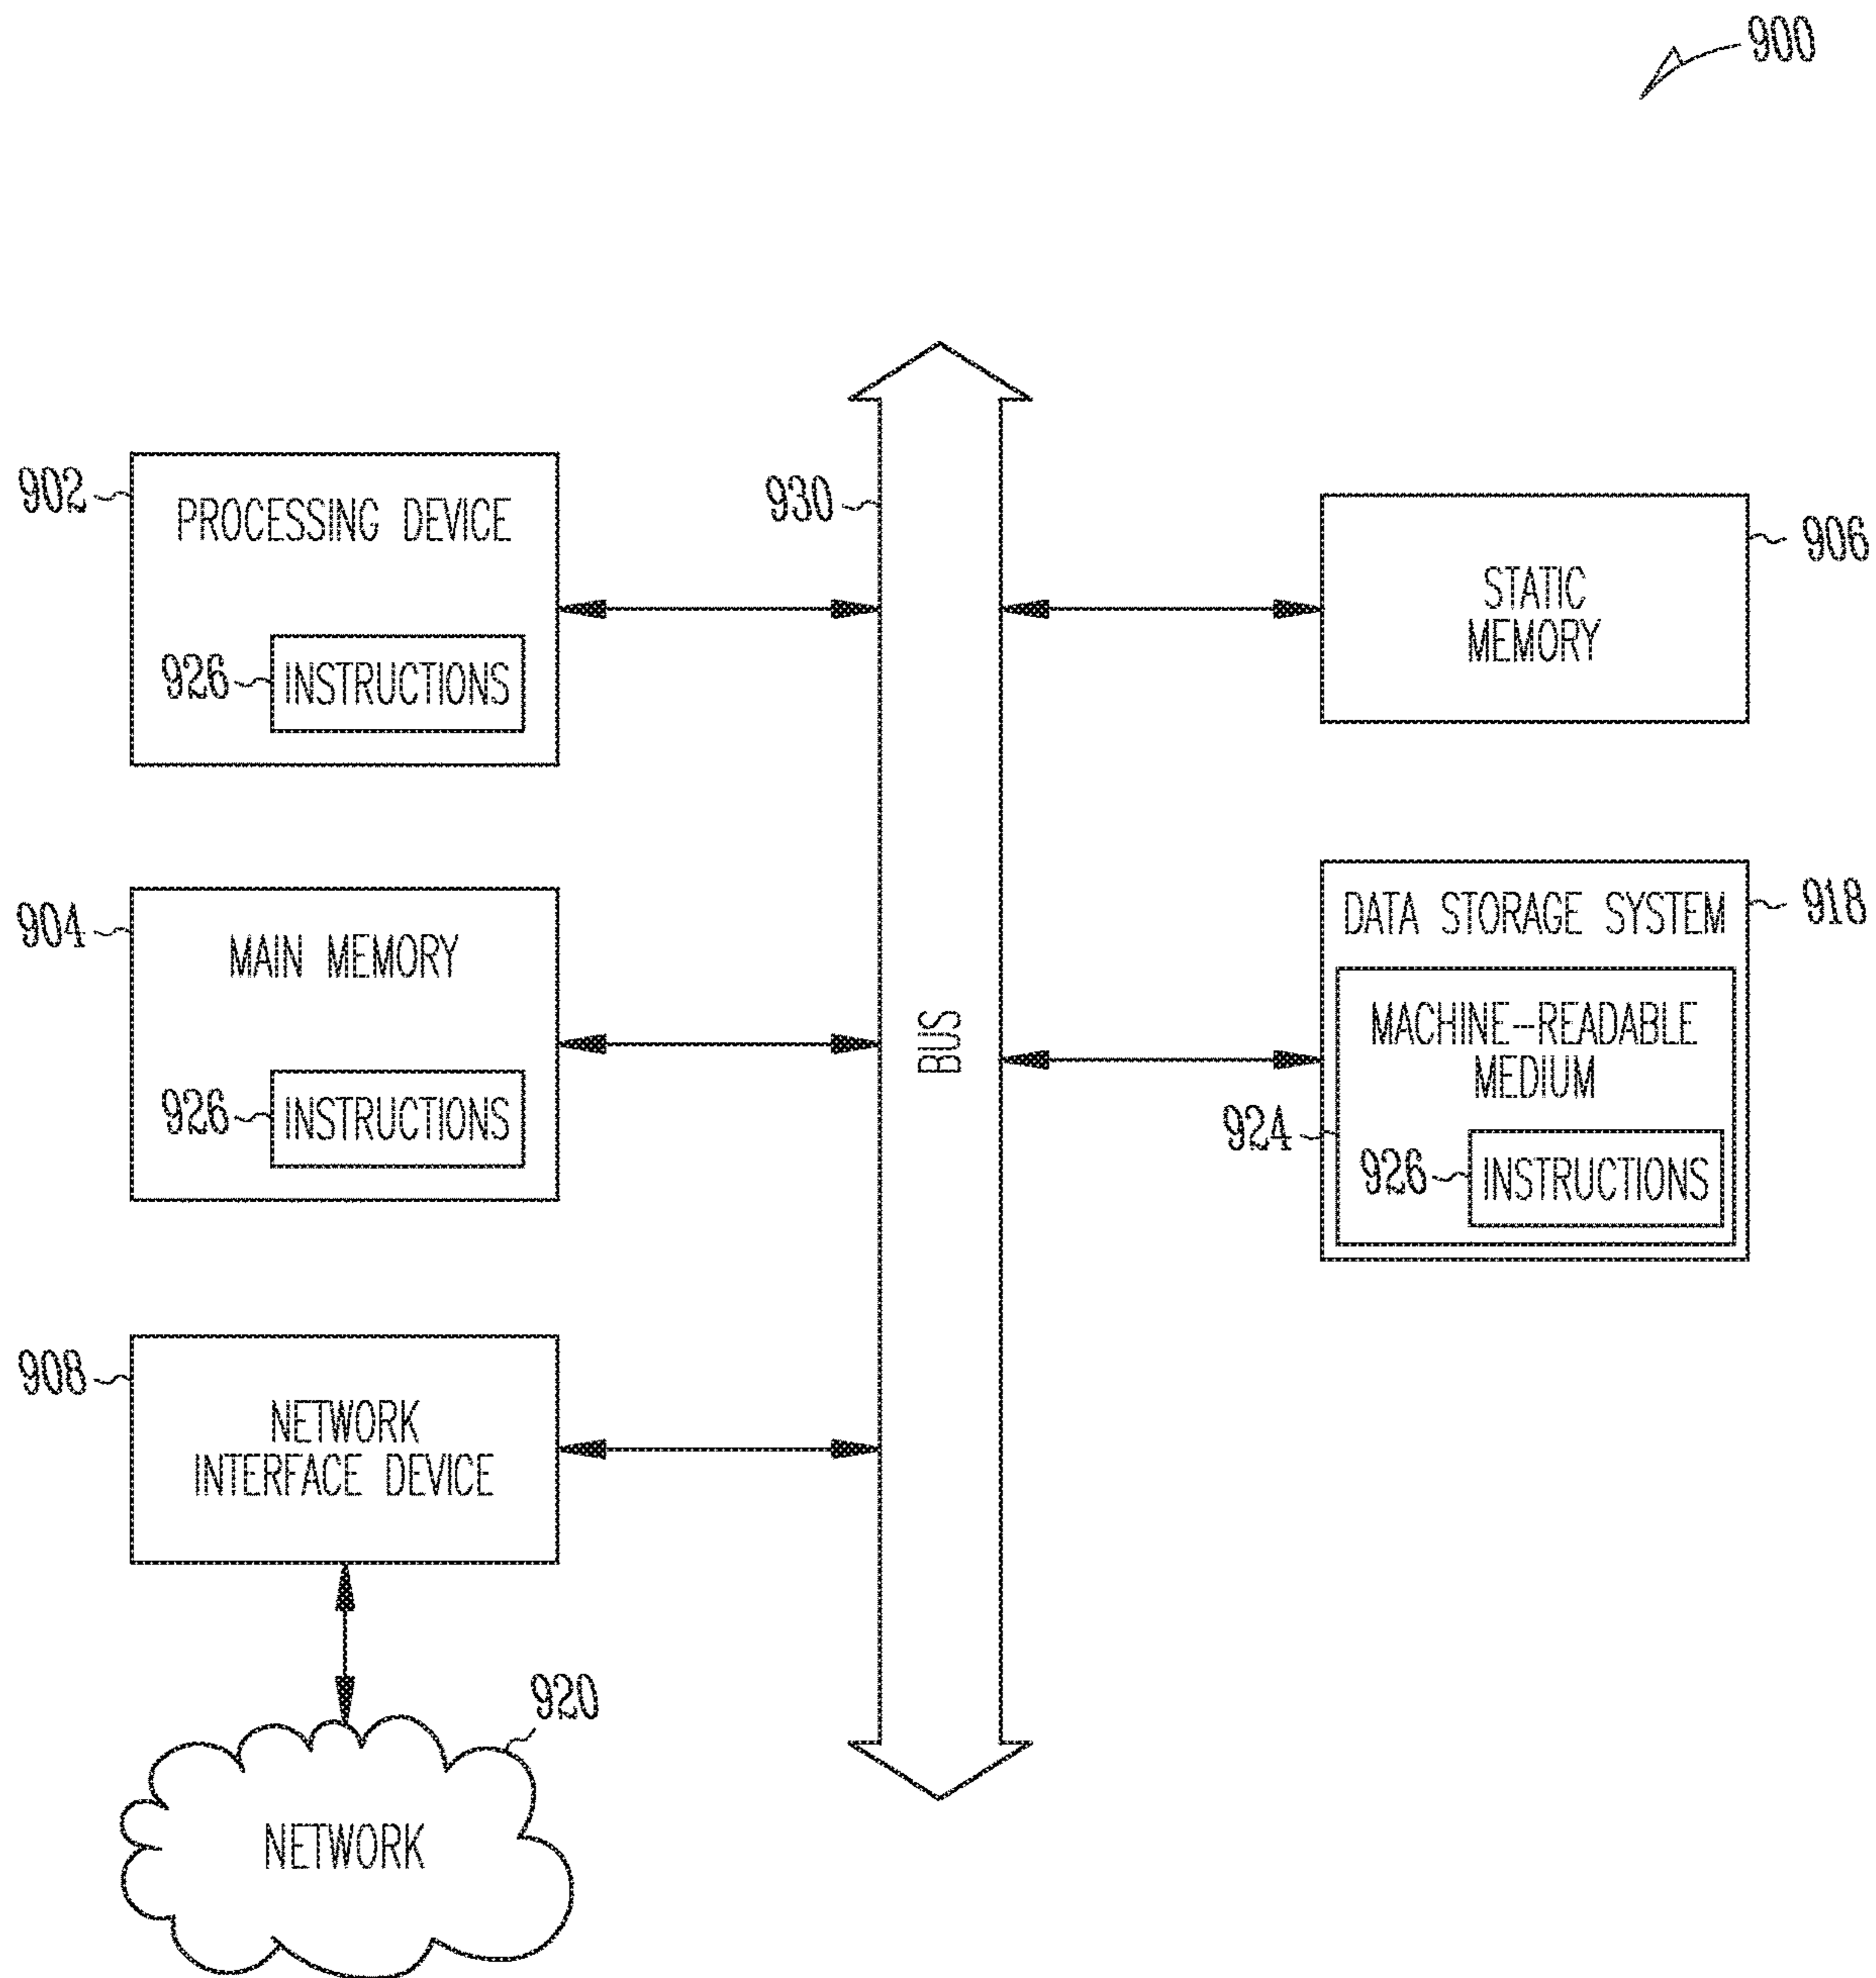 900
902
PROCESSING DEVICE
926
INSTRUCTIONS
930
BUS
906
STATIC
MEMORY
904
MAIN MEMORY
926
INSTRUCTIONS
918
DATA STORAGE SYSTEM
MACHINE-READABLE
MEDIUM
924
926
INSTRUCTIONS
908
NETWORK
INTERFACE DEVICE
920
NETWORK